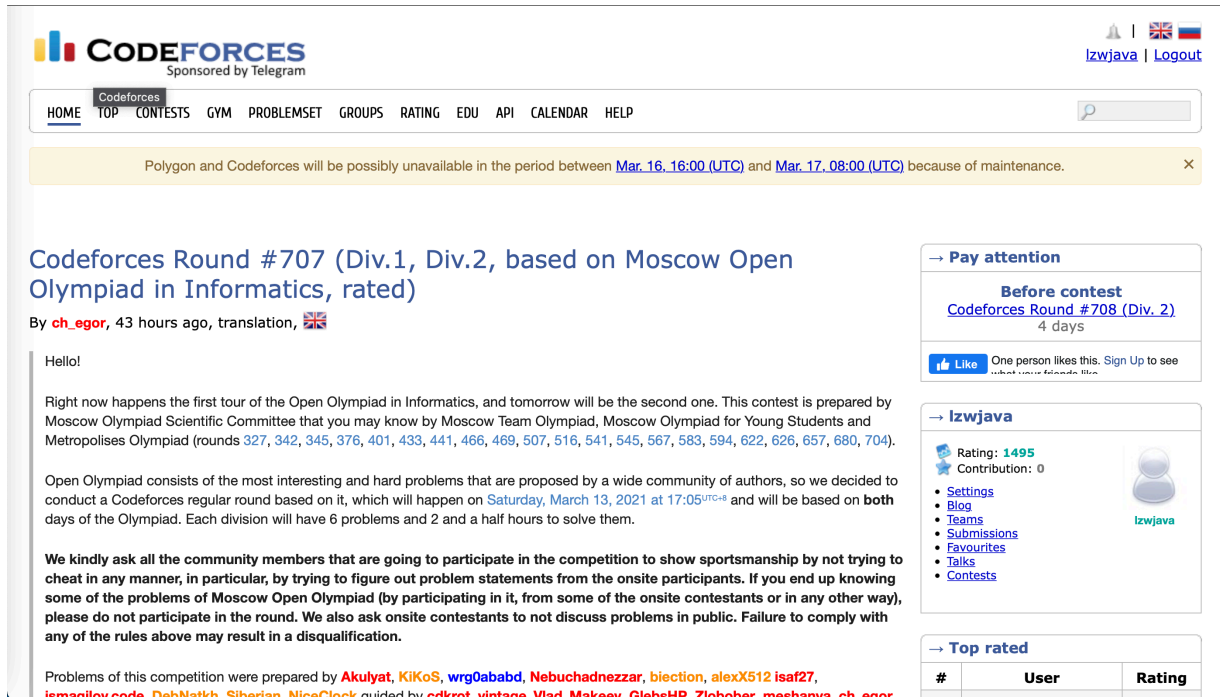 CODEFORCES
Sponsored by Telegram
|
lzwjava | Logout
Codeforces
HOME TOP CONTESTS GYM PROBLEMSET GROUPS RATING EDU API CALENDAR HELP
Polygon and Codeforces will be possibly unavailable in the period between Mar. 16, 16:00 (UTC) and Mar. 17, 08:00 (UTC) because of maintenance. ×
Codeforces Round #707 (Div.1, Div.2, based on Moscow Open
Olympiad in Informatics, rated)
By ch_egor, 43 hours ago, translation,
Hello!
Right now happens the first tour of the Open Olympiad in Informatics, and tomorrow will be the second one. This contest is prepared by
Moscow Olympiad Scientific Committee that you may know by Moscow Team Olympiad, Moscow Olympiad for Young Students and
Metropolises Olympiad (rounds 327, 342, 345, 376, 401, 433, 441, 466, 469, 507, 516, 541, 545, 567, 583, 594, 622, 626, 657, 680, 704).
Open Olympiad consists of the most interesting and hard problems that are proposed by a wide community of authors, so we decided to
conduct a Codeforces regular round based on it, which will happen on Saturday, March 13, 2021 at 17:05UTC+8 and will be based on both
days of the Olympiad. Each division will have 6 problems and 2 and a half hours to solve them.
We kindly ask all the community members that are going to participate in the competition to show sportsmanship by not trying to
cheat in any manner, in particular, by trying to figure out problem statements from the onsite participants. If you end up knowing
some of the problems of Moscow Open Olympiad (by participating in it, from some of the onsite contestants or in any other way),
please do not participate in the round. We also ask onsite contestants to not discuss problems in public. Failure to comply with
any of the rules above may result in a disqualification.
Problems of this competition were prepared by Akulyat, KiKoS, wrg0ababd, Nebuchadnezzar, biection, alexX512 isaf27,
ismagilov.code, DebNatkh, Siberian, NiceClock guided by cdkrot, vintage_Vlad_Makeev, GlebsHP, Zlobober, meshanya, ch_egor
→ Pay attention
Before contest
Codeforces Round #708 (Div. 2)
4 days
Like
One person likes this. Sign Up to see
what your friends like.
→ lzwjava
Rating: 1495
Contribution: 0
Settings
Blog
Teams
Submissions
Favourites
Talks
Contests
lzwjava
→ Top rated
# User Rating